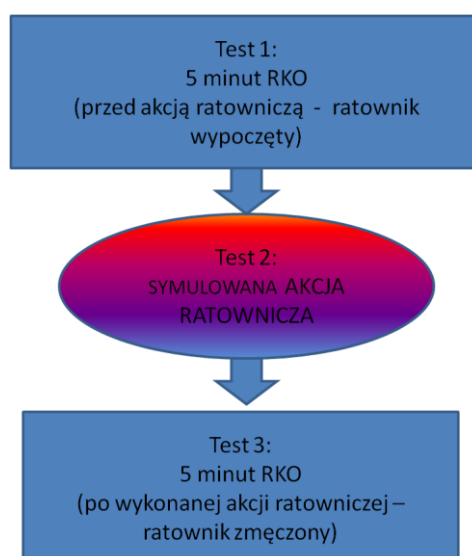 Test 1:
5 minut RKO
(przed akcją ratowniczą - ratownik
wypoczęty)
Test 2:
SYMULOWANA AKCJA
RATOWNICZA
Test 3:
5 minut RKO
(po wykonanej akcji ratowniczej –
ratownik zmęczony)